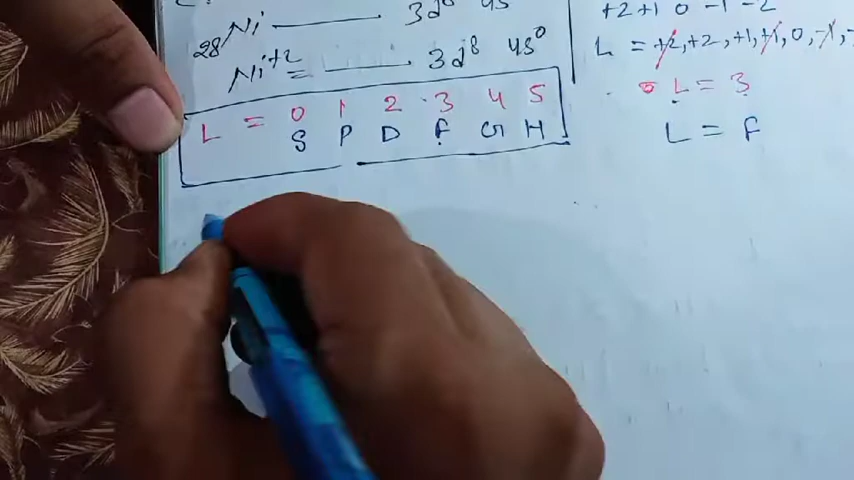 28Ni 3d8 4s
Ni+2 = 3d8 4s0
L = 0 1 2 3 4 5
S P D F G H
+2 +1 0 -1 -2
L = +2, +2, +1, +1, 0, -1,
L = 3
L = F